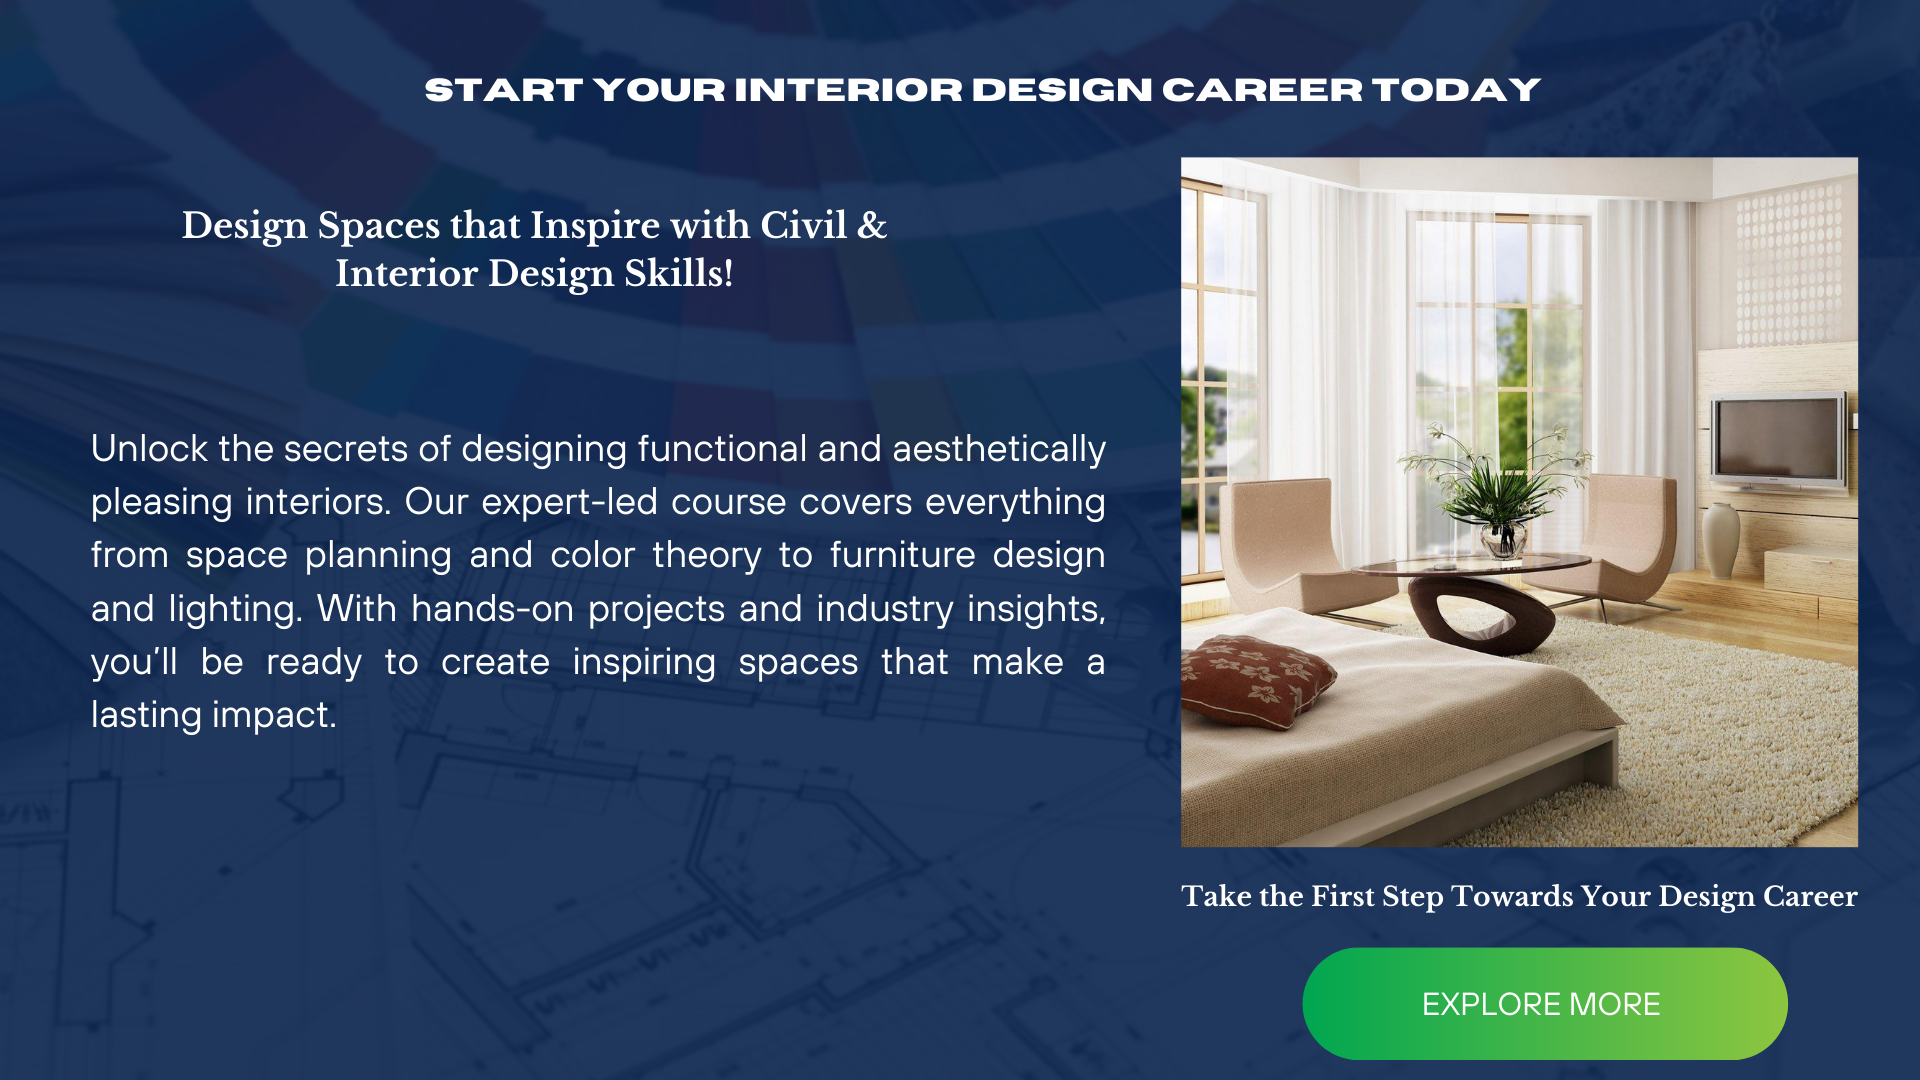 START YOUR INTERIOR DESIGN CAREER TODAY
Design Spaces that Inspire with Civil &
Interior Design Skills!
Unlock the secrets of designing functional and aesthetically
pleasing interiors. Our expert-led course covers everything
from space planning and color theory to furniture design
and lighting. With hands-on projects and industry insights,
you'll be ready to create inspiring spaces that make a
lasting impact.
Take the First Step Towards Your Design Career
EXPLORE MORE